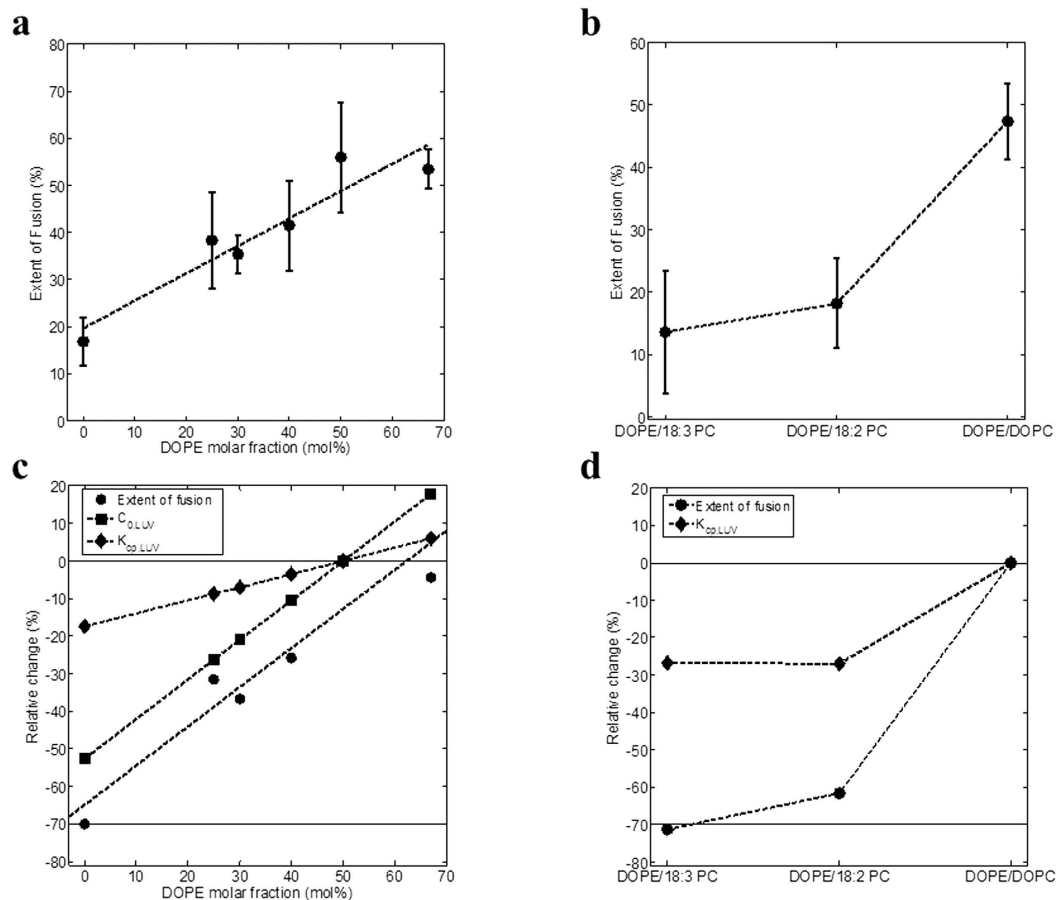 a
80
70
60
50
40
30
20
10
0
Extent of Fusion (%)
0 10 20 30 40 50 60 70
DOPE molar fraction (mol%)
b
60
50
40
30
20
10
0
Extent of Fusion (%)
DOPE/18:3 PC DOPE/18:2 PC DOPE/DOPC
c
20
10
0
-10
-20
-30
-40
-50
-60
-70
-80
Relative change (%)
Extent of fusion
C0,LUV
Kcp,LUV
0 10 20 30 40 50 60 70
DOPE molar fraction (mol%)
d
20
10
0
-10
-20
-30
-40
-50
-60
-70
-80
Relative change (%)
Extent of fusion
Kcp,LUV
DOPE/18:3 PC DOPE/18:2 PC DOPE/DOPC